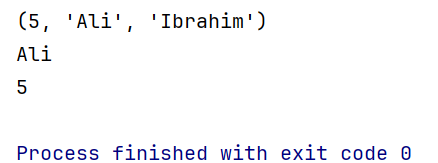 (5, 'Ali', 'Ibrahim')
Ali
5
Process finished with exit code 0